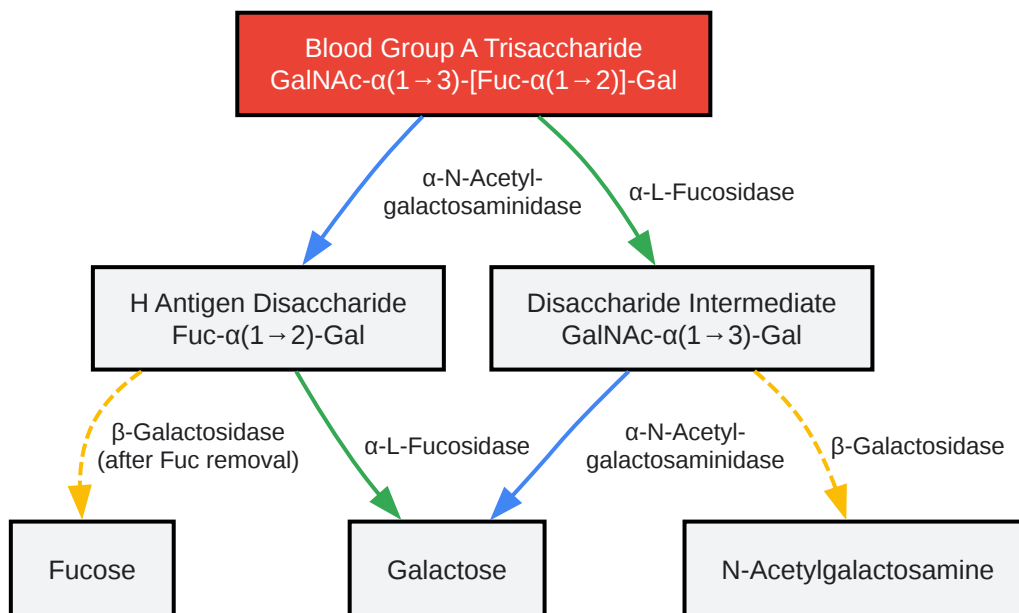 Blood Group A Trisaccharide
GalNAc-α(1→3)-[Fuc-α(1→2)]-Gal
α-N-Acetyl-
galactosaminidase
α-L-Fucosidase
H Antigen Disaccharide
Fuc-α(1→2)-Gal
Disaccharide Intermediate
GalNAc-α(1→3)-Gal
β-Galactosidase
(after Fuc removal)
α-L-Fucosidase
α-N-Acetyl-
galactosaminidase
β-Galactosidase
Fucose
Galactose
N-Acetylgalactosamine